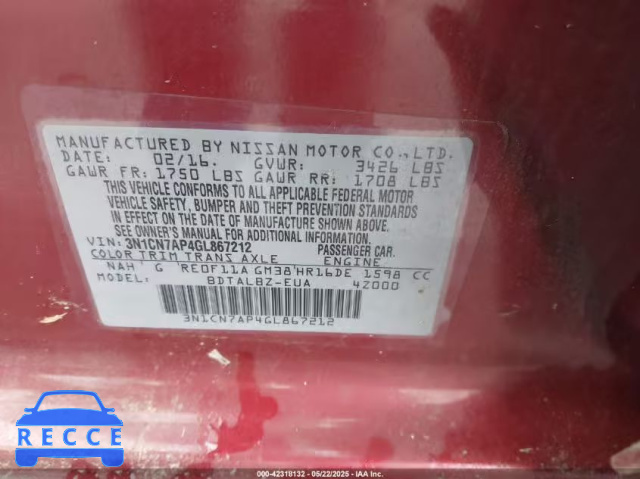 MANUFACTURED BY NISSAN MOTOR CO., LTD.
DATE: 02/16. GVWR: 3426 LBS
GAWR FR: 1750 LBS GAWR RR: 1708 LBS
THIS VEHICLE CONFORMS TO ALL APPLICABLE FEDERAL MOTOR
VEHICLE SAFETY, BUMPER AND THEFT PREVENTION STANDARDS
IN EFFECT ON THE DATE OF MANUFACTURE SHOWN ABOVE.
SEE OWNER'S MANUAL FOR ADDITIONAL INFORMATION.
VIN: 3N1CN7AP4GL867212 PASSENGER CAR.
COLOR TRIM TRANS AXLE ENGINE
NAH G RE0F11A GM38 HR16DE 1598 CC
MODEL: BDTALBZ-EUA 4Z000
3N1CN7AP4GL867212
RECCE
000-42318132 - 05/22/2025 - IAA Inc.